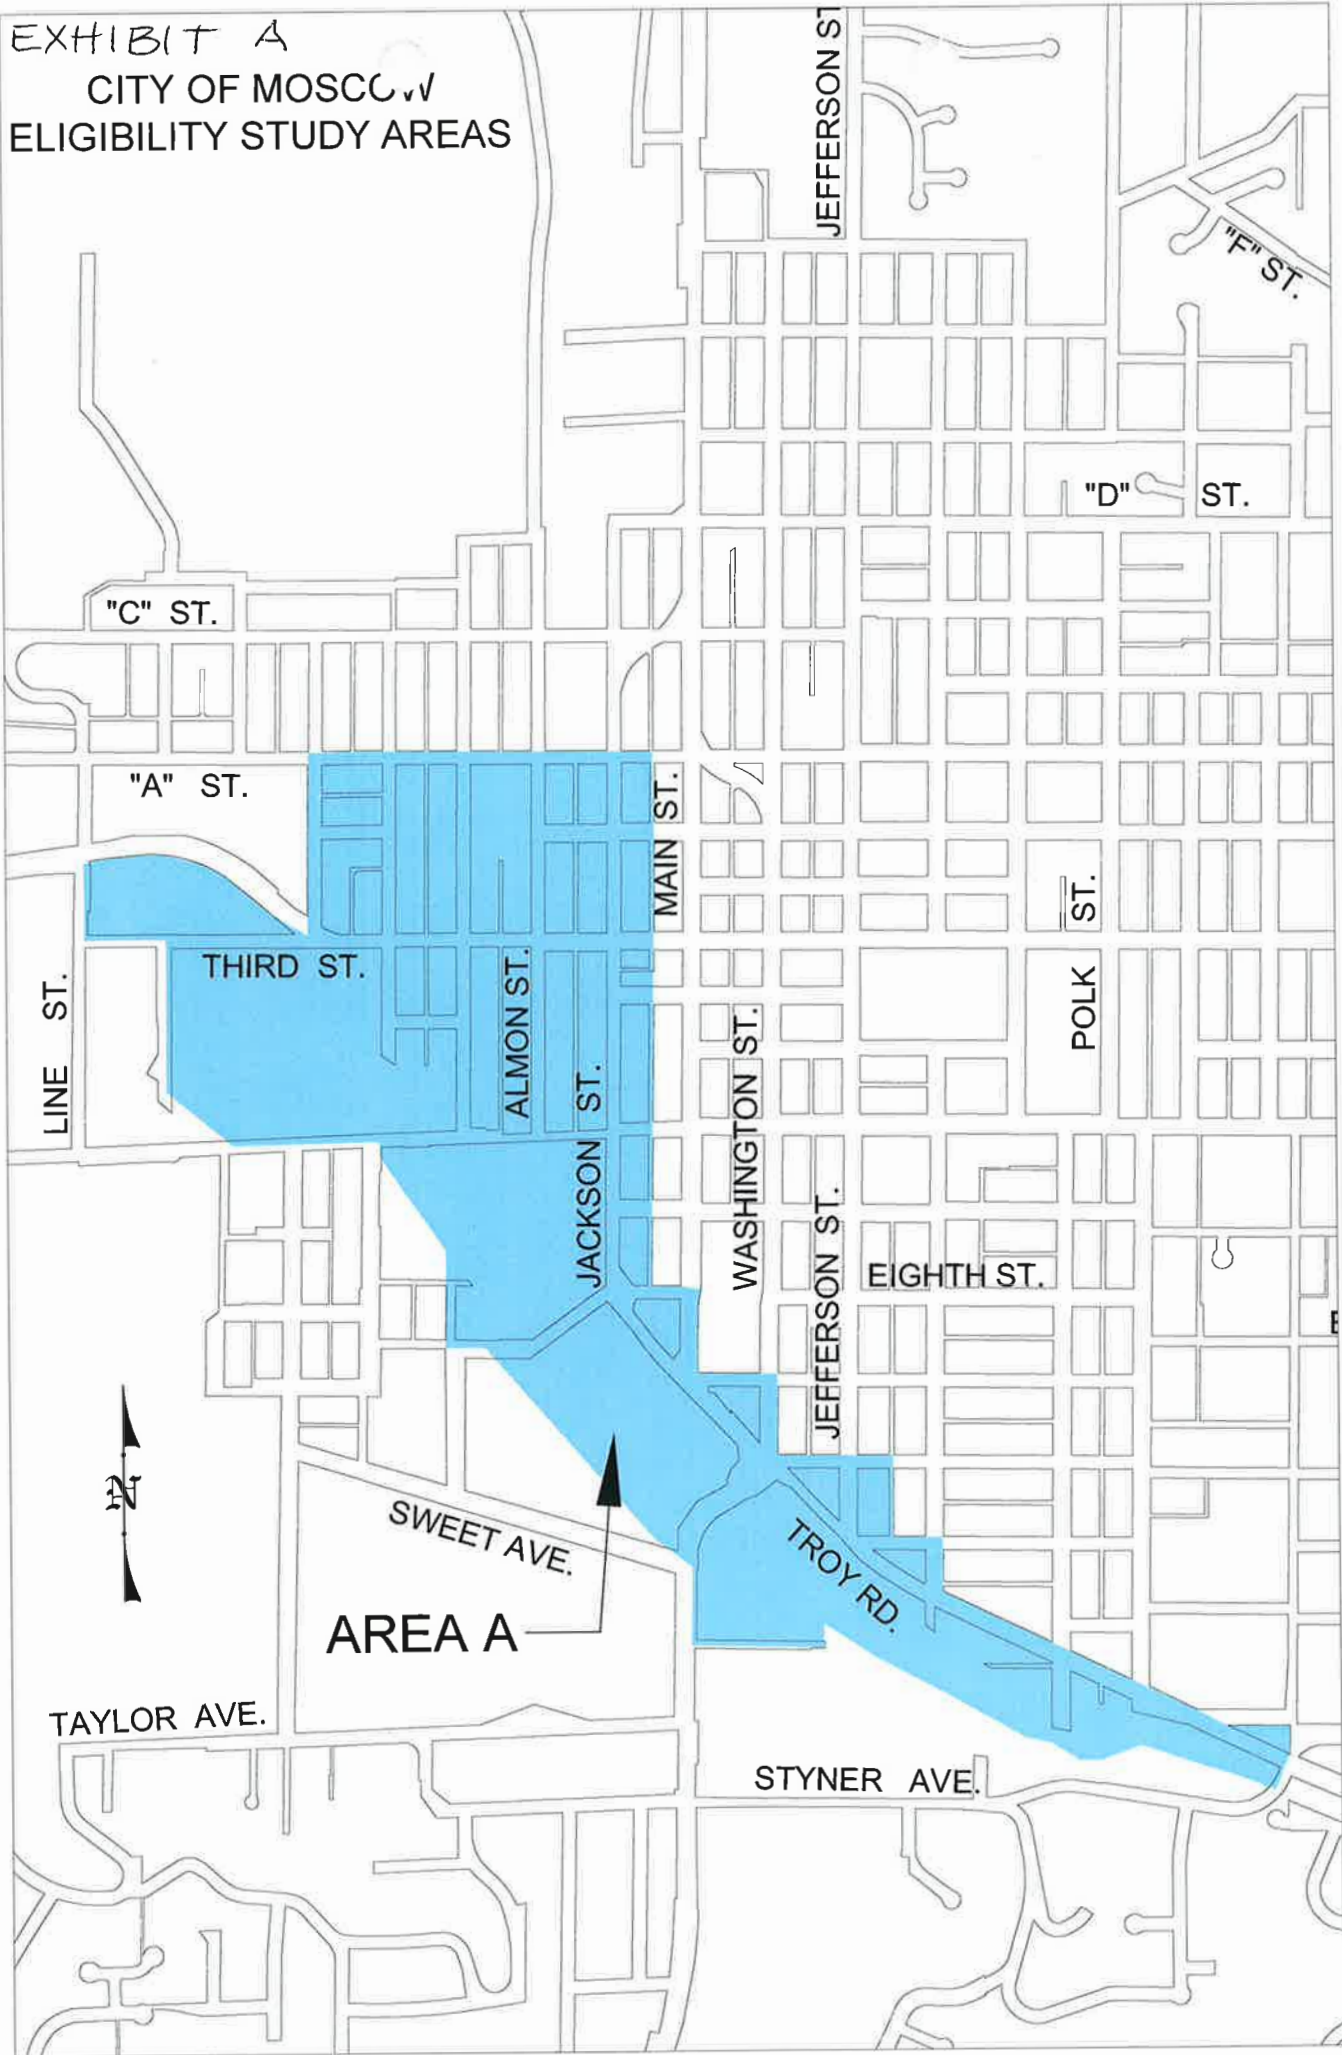 EXHIBIT A
CITY OF MOSCOW
ELIGIBILITY STUDY AREAS
JEFFERSON ST
"F" ST.
"D" ST.
"C" ST.
"A" ST.
MAIN ST.
POLK ST.
THIRD ST.
LINE ST.
ALMON ST.
JACKSON ST.
WASHINGTON ST.
JEFFERSON ST.
EIGHTH ST.
E
N
SWEET AVE.
TROY RD.
AREA A
TAYLOR AVE.
STYNER AVE.